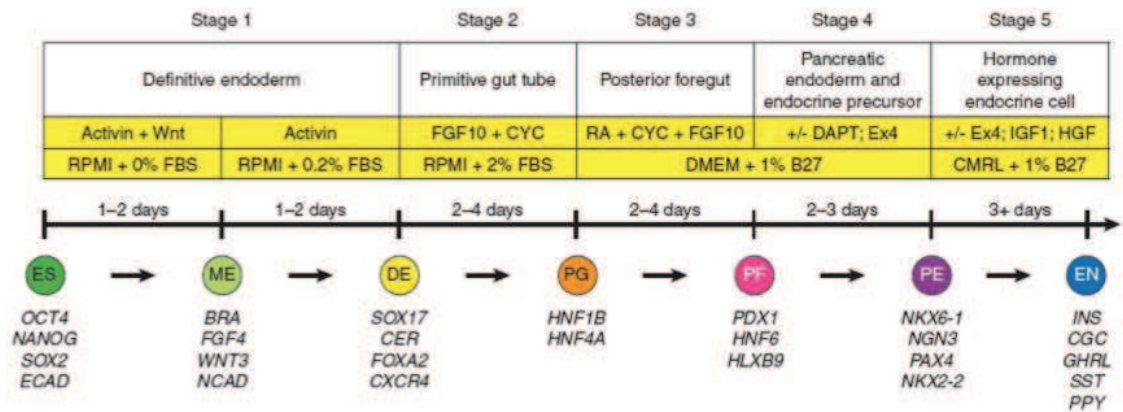 Stage 1 Stage 2 Stage 3 Stage 4 Stage 5
Definitive endoderm
Primitive gut tube
Posterior foregut
Pancreatic
endoderm and
endocrine precursor
Hormone
expressing
endocrine cell
Activin + Wnt Activin FGF10 + CYC RA + CYC + FGF10 +/- DAPT; Ex4 +/- Ex4; IGF1; HGF
RPMI + 0% FBS RPMI + 0.2% FBS RPMI + 2% FBS DMEM + 1% B27 CMRL + 1% B27
1–2 days 1–2 days 2–4 days 2–4 days 2–3 days 3+ days
ES ME DE PG PF PE EN
OCT4
NANOG
SOX2
ECAD
BRA
FGF4
WNT3
NCAD
SOX17
CER
FOXA2
CXCR4
HNF1B
HNF4A
PDX1
HNF6
HLXB9
NKX6-1
NGN3
PAX4
NKX2-2
INS
CGC
GHRL
SST
PPY